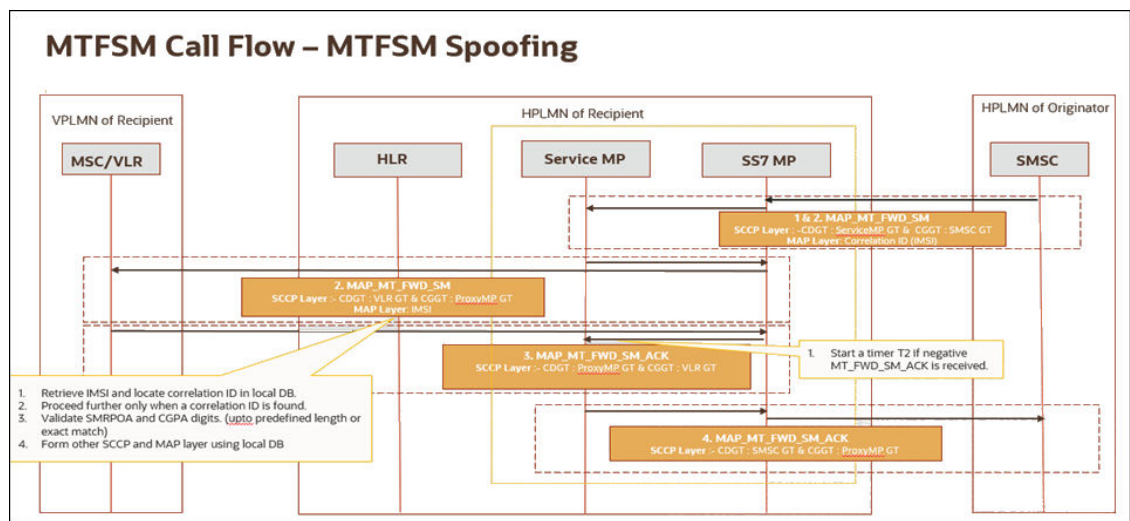 MTFSM Call Flow – MTFSM Spoofing
VPLMN of Recipient
HPLMN of Recipient
HPLMN of Originator
MSC/VLR
HLR
Service MP
SS7 MP
SMSC
1 & 2. MAP_MT_FWD_SM
SCCP Layer : -CDGT : ServiceMP GT & CGGT : SMSC GT
MAP Layer: Correlation ID (IMSI)
2. MAP_MT_FWD_SM
SCCP Layer :- CDGT : VLR GT & CGGT : ProxyMP GT
MAP Layer: IMSI
3. MAP_MT_FWD_SM_ACK
SCCP Layer :- CDGT : ProxyMP GT & CGGT : VLR GT
1. Start a timer T2 if negative
MT_FWD_SM_ACK is received.
1. Retrieve IMSI and locate correlation ID in local DB.
2. Proceed further only when a correlation ID is found.
3. Validate SMRPOA and CGPA digits. (upto predefined length or
exact match)
4. Form other SCCP and MAP layer using local DB
4. MAP_MT_FWD_SM_ACK
SCCP Layer :- CDGT : SMSC GT & CGGT : ProxyMP GT